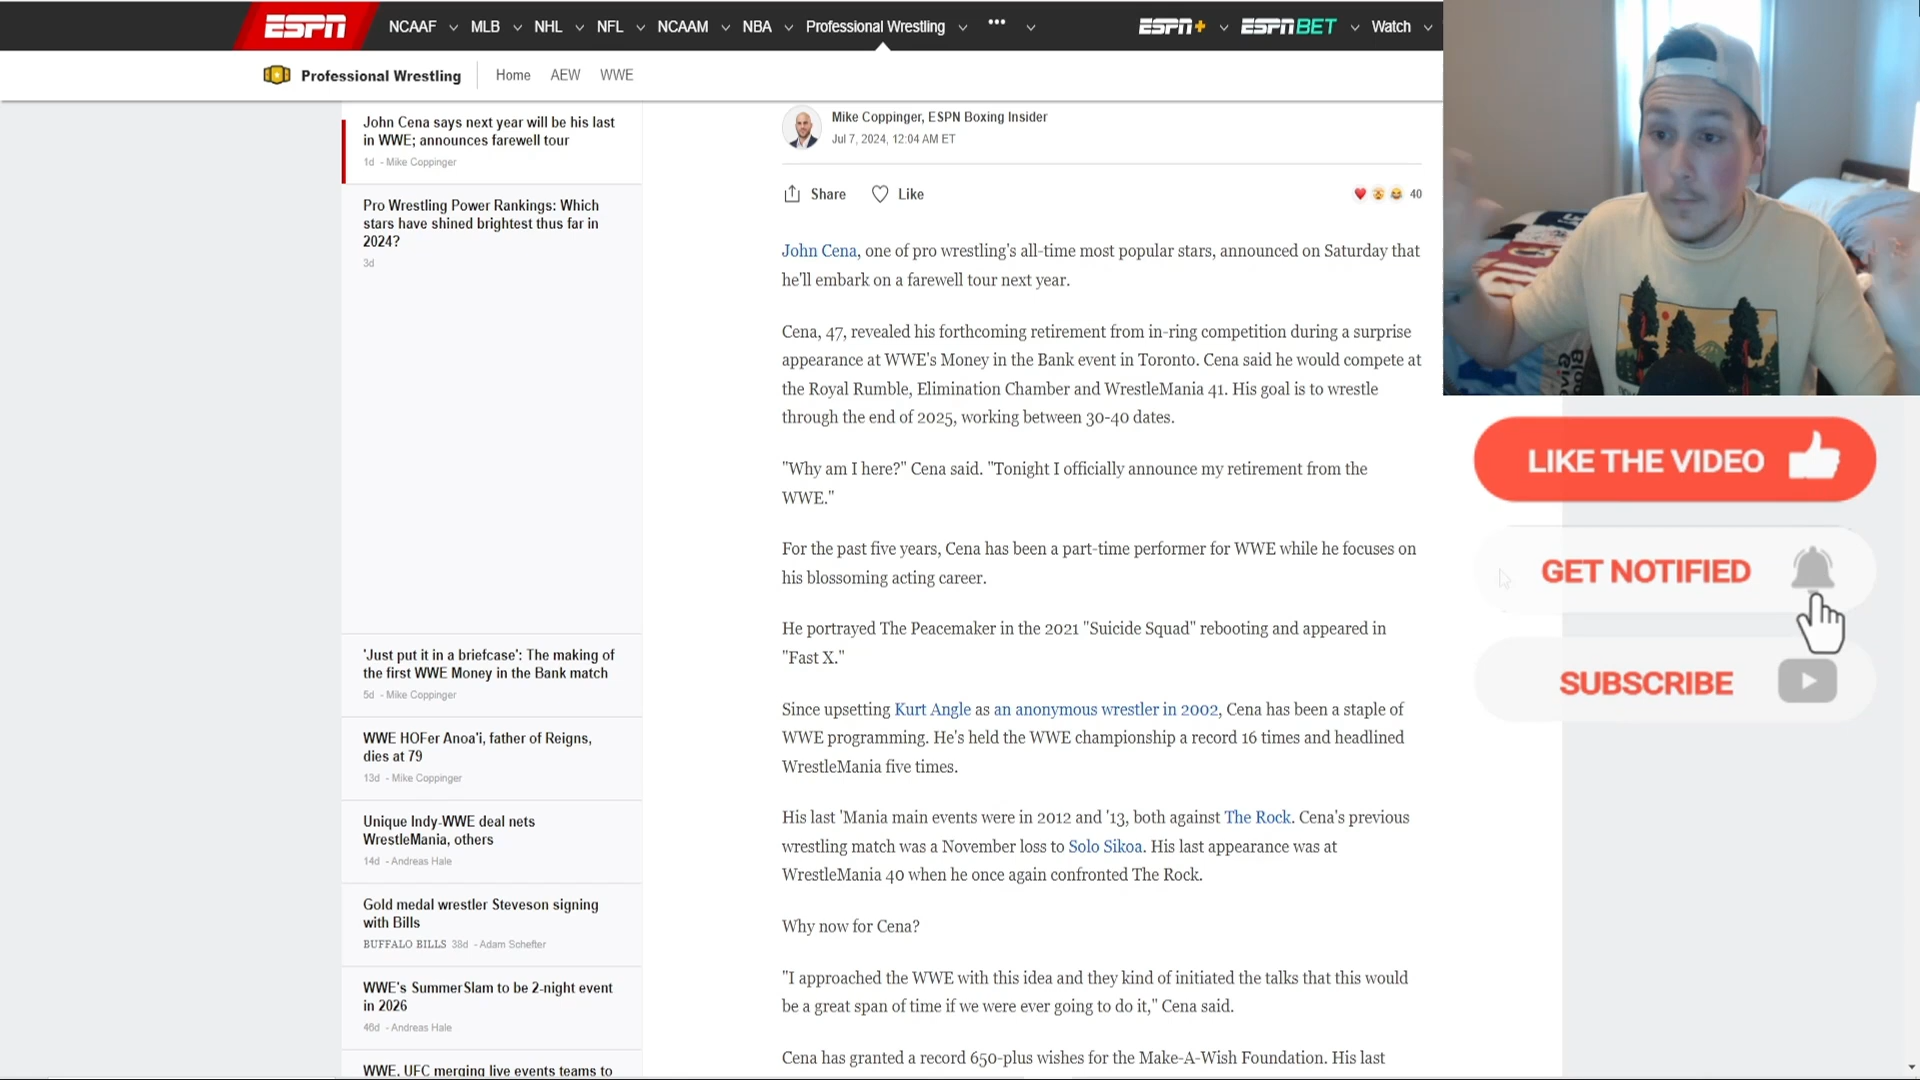 ESPN NCAAF MLB NHL NFL NCAAM NBA Professional Wrestling ••• ESPN+ ESPN BET Watch
Professional Wrestling Home AEW WWE
John Cena says next year will be his last
in WWE; announces farewell tour
1d - Mike Coppinger
Pro Wrestling Power Rankings: Which
stars have shined brightest thus far in
2024?
3d
'Just put it in a briefcase': The making of
the first WWE Money in the Bank match
5d - Mike Coppinger
WWE HOFer Anoa'i, father of Reigns,
dies at 79
13d - Mike Coppinger
Unique Indy-WWE deal nets
WrestleMania, others
14d - Andreas Hale
Gold medal wrestler Steveson signing
with Bills
BUFFALO BILLS 38d - Adam Schefter
WWE's SummerSlam to be 2-night event
in 2026
46d - Andreas Hale
WWE, UFC merging live events teams to
Mike Coppinger, ESPN Boxing Insider
Jul 7, 2024, 12:04 AM ET
Share Like 40
John Cena, one of pro wrestling's all-time most popular stars, announced on Saturday that
he'll embark on a farewell tour next year.
Cena, 47, revealed his forthcoming retirement from in-ring competition during a surprise
appearance at WWE's Money in the Bank event in Toronto. Cena said he would compete at
the Royal Rumble, Elimination Chamber and WrestleMania 41. His goal is to wrestle
through the end of 2025, working between 30-40 dates.
"Why am I here?" Cena said. "Tonight I officially announce my retirement from the
WWE."
For the past five years, Cena has been a part-time performer for WWE while he focuses on
his blossoming acting career.
He portrayed The Peacemaker in the 2021 "Suicide Squad" rebooting and appeared in
"Fast X."
Since upsetting Kurt Angle as an anonymous wrestler in 2002, Cena has been a staple of
WWE programming. He's held the WWE championship a record 16 times and headlined
WrestleMania five times.
His last 'Mania main events were in 2012 and '13, both against The Rock. Cena's previous
wrestling match was a November loss to Solo Sikoa. His last appearance was at
WrestleMania 40 when he once again confronted The Rock.
Why now for Cena?
"I approached the WWE with this idea and they kind of initiated the talks that this would
be a great span of time if we were ever going to do it," Cena said.
Cena has granted a record 650-plus wishes for the Make-A-Wish Foundation. His last
LIKE THE VIDEO
GET NOTIFIED
SUBSCRIBE